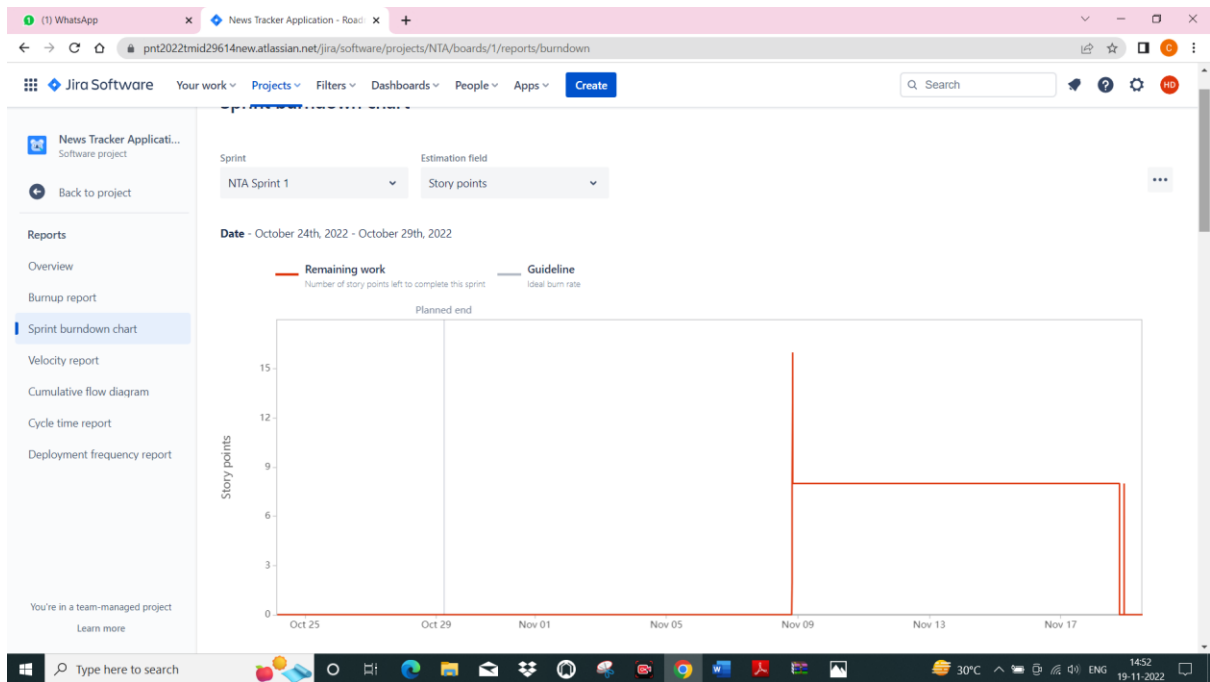 (1) WhatsApp
News Tracker Application - Road
pnt2022tmid29614new.atlassian.net/jira/software/projects/NTA/boards/1/reports/burndown
C
Jira Software
Your work
Projects
Filters
Dashboards
People
Apps
Create
Search
HD
Sprint burndown chart
News Tracker Applicati...
Software project
Back to project
Reports
Overview
Burnup report
Sprint burndown chart
Velocity report
Cumulative flow diagram
Cycle time report
Deployment frequency report
You're in a team-managed project
Learn more
Sprint
Estimation field
NTA Sprint 1
Story points
Date - October 24th, 2022 - October 29th, 2022
Remaining work
Number of story points left to complete this sprint
Guideline
Ideal burn rate
Planned end
Story points
15
12
9
6
3
0
Oct 25
Oct 29
Nov 01
Nov 05
Nov 09
Nov 13
Nov 17
Type here to search
30°C
ENG
14:52
19-11-2022